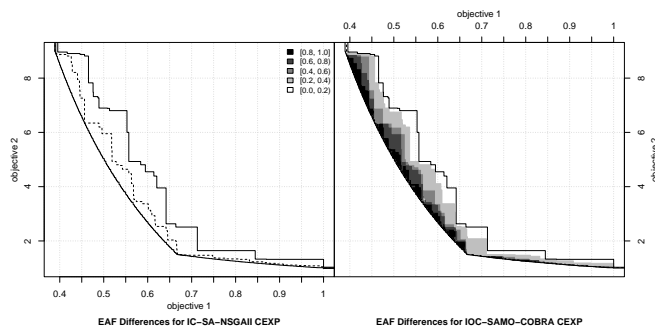 objective 1
0.4 0.5 0.6 0.7 0.8 0.9 1
[0.8, 1.0]
[0.6, 0.8)
[0.4, 0.6)
[0.2, 0.4)
[0.0, 0.2)
8
6
4
2
objective 2
8
6
4
2
objective 2
0.4 0.5 0.6 0.7 0.8 0.9 1
objective 1
EAF Differences for IC−SA−NSGAII CEXP
EAF Differences for IOC−SAMO−COBRA CEXP